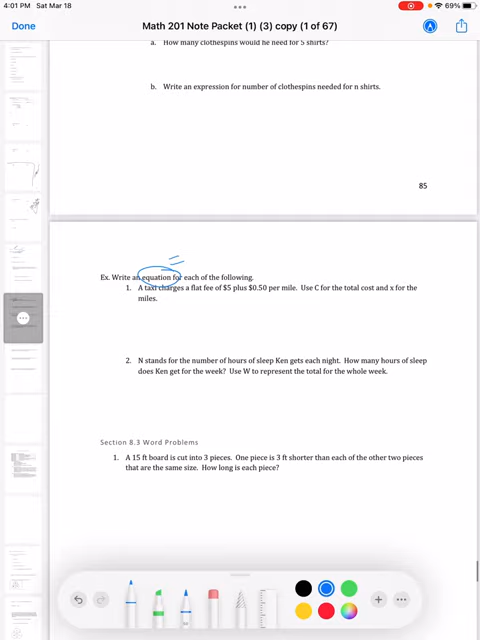 4:01 PM Sat Mar 18
69%
Done
Math 201 Note Packet (1) (3) copy (1 of 67)
a. How many clothespins would he need for 5 shirts?
b. Write an expression for number of clothespins needed for n shirts.
85
=
Ex. Write an equation for each of the following.
1. A taxi charges a flat fee of $5 plus $0.50 per mile. Use C for the total cost and x for the
miles.
2. N stands for the number of hours of sleep Ken gets each night. How many hours of sleep
does Ken get for the week? Use W to represent the total for the whole week.
Section 8.3 Word Problems
1. A 15 ft board is cut into 3 pieces. One piece is 3 ft shorter than each of the other two pieces
that are the same size. How long is each piece?